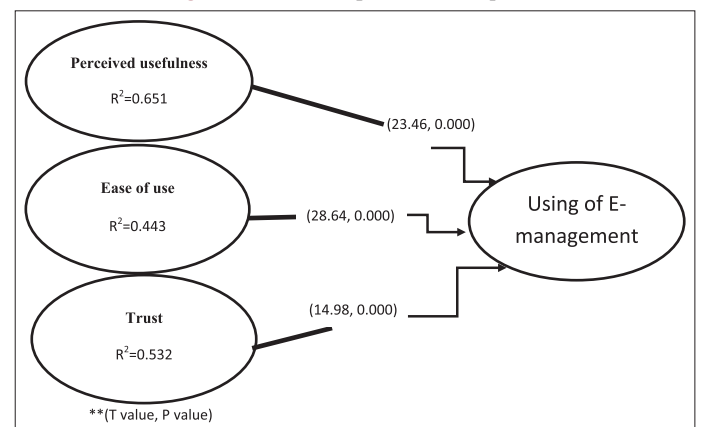 Perceived usefulness
R²=0.651
(23.46, 0.000)
Ease of use
R²=0.443
(28.64, 0.000)
Using of E-
management
Trust
R²=0.532
(14.98, 0.000)
**(T value, P value)